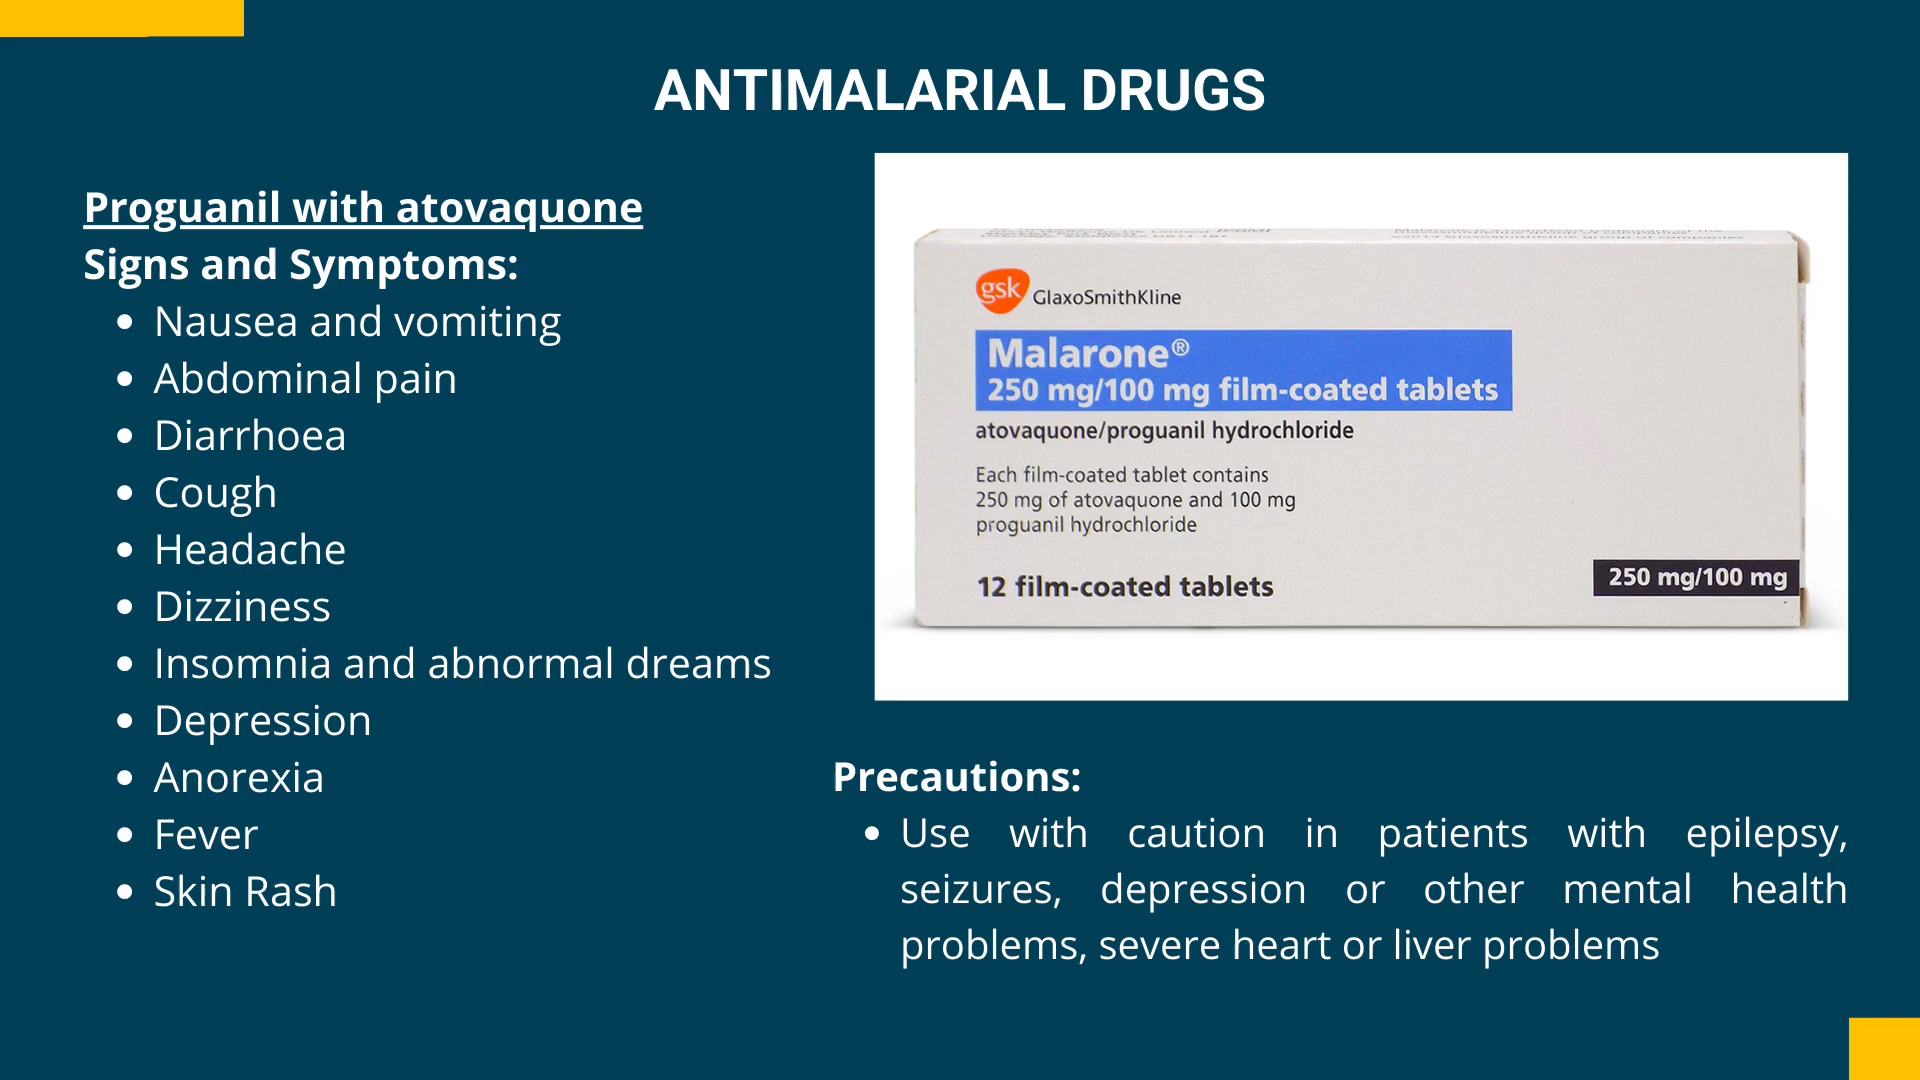 ANTIMALARIAL DRUGS
Proguanil with atovaquone
Signs and Symptoms:
• Nausea and vomiting
• Abdominal pain
• Diarrhoea
• Cough
• Headache
• Dizziness
• Insomnia and abnormal dreams
• Depression
• Anorexia
• Fever
• Skin Rash
gsk GlaxoSmithKline
Malarone®
250 mg/100 mg film-coated tablets
atovaquone/proguanil hydrochloride
Each film-coated tablet contains
250 mg of atovaquone and 100 mg
proguanil hydrochloride
12 film-coated tablets
250 mg/100 mg
Precautions:
• Use with caution in patients with epilepsy,
seizures, depression or other mental health
problems, severe heart or liver problems